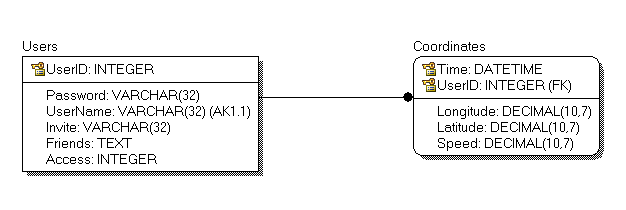 Users
UserID: INTEGER
Password: VARCHAR(32)
UserName: VARCHAR(32) (AK1.1)
Invite: VARCHAR(32)
Friends: TEXT
Access: INTEGER
Coordinates
Time: DATETIME
UserID: INTEGER (FK)
Longitude: DECIMAL(10,7)
Latitude: DECIMAL(10,7)
Speed: DECIMAL(10,7)